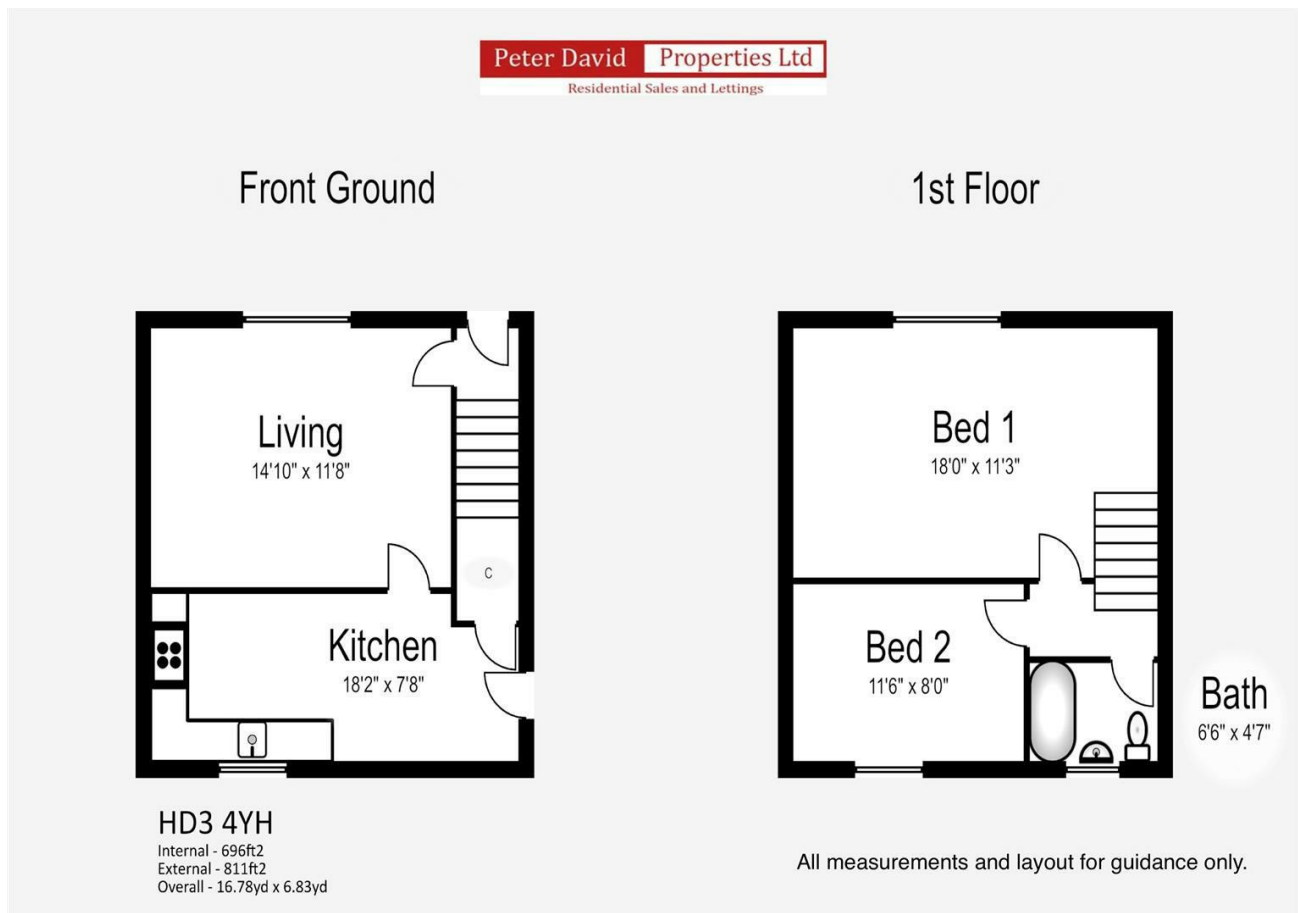 Peter David Properties Ltd
Residential Sales and Lettings
Front Ground
1st Floor
Living
14'10" x 11'8"
C
Kitchen
18'2" x 7'8"
Bed 1
18'0" x 11'3"
Bed 2
11'6" x 8'0"
Bath
6'6" x 4'7"
HD3 4YH
Internal - 696ft2
External - 811ft2
Overall - 16.78yd x 6.83yd
All measurements and layout for guidance only.